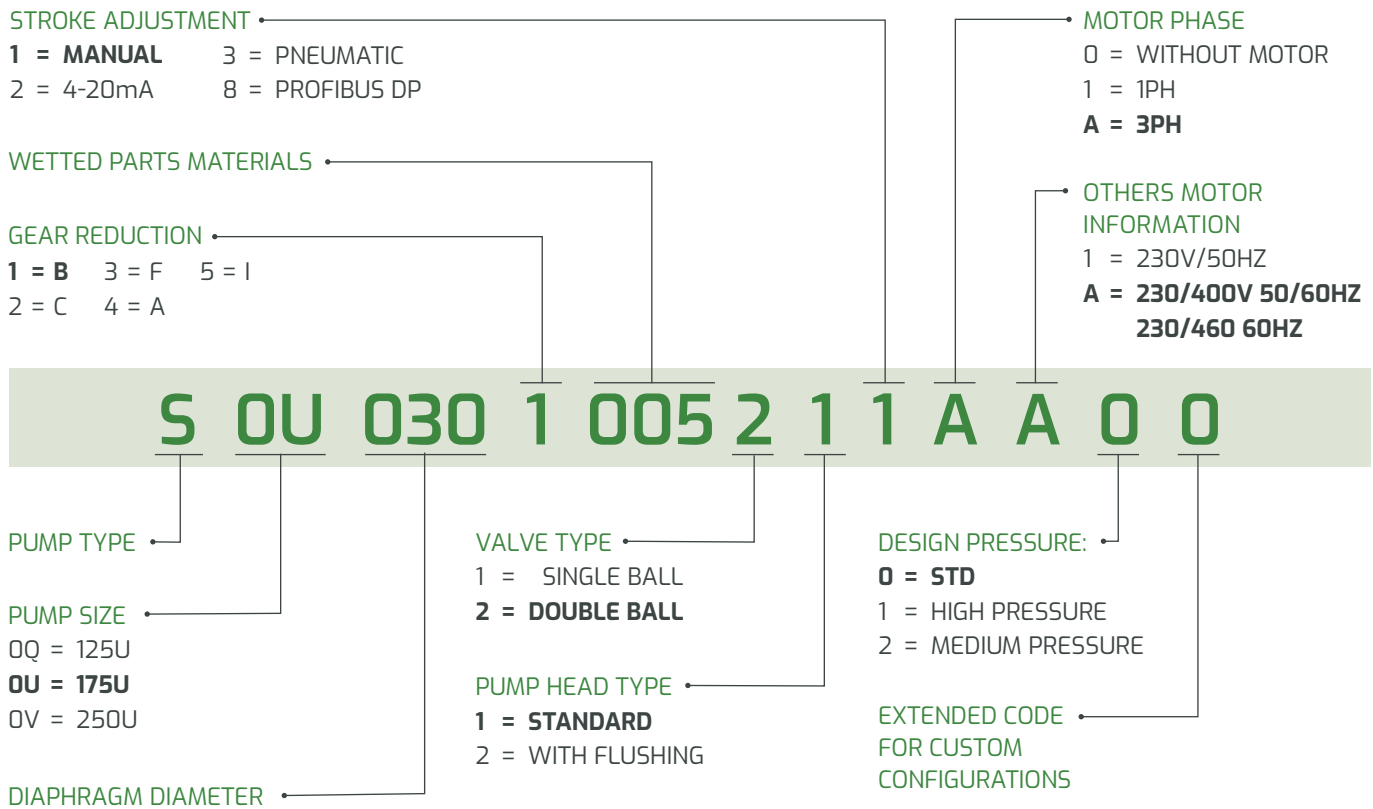 STROKE ADJUSTMENT
1 = MANUAL 3 = PNEUMATIC
2 = 4-20mA 8 = PROFIBUS DP
WETTED PARTS MATERIALS
GEAR REDUCTION
1 = B 3 = F 5 = I
2 = C 4 = A
MOTOR PHASE
0 = WITHOUT MOTOR
1 = 1PH
A = 3PH
OTHERS MOTOR
INFORMATION
1 = 230V/50HZ
A = 230/400V 50/60HZ
230/460 60HZ
S 0U 030 1 005 2 1 1 A A 0 0
PUMP TYPE
PUMP SIZE
0Q = 125U
0U = 175U
0V = 250U
DIAPHRAGM DIAMETER
VALVE TYPE
1 = SINGLE BALL
2 = DOUBLE BALL
PUMP HEAD TYPE
1 = STANDARD
2 = WITH FLUSHING
DESIGN PRESSURE:
0 = STD
1 = HIGH PRESSURE
2 = MEDIUM PRESSURE
EXTENDED CODE
FOR CUSTOM
CONFIGURATIONS